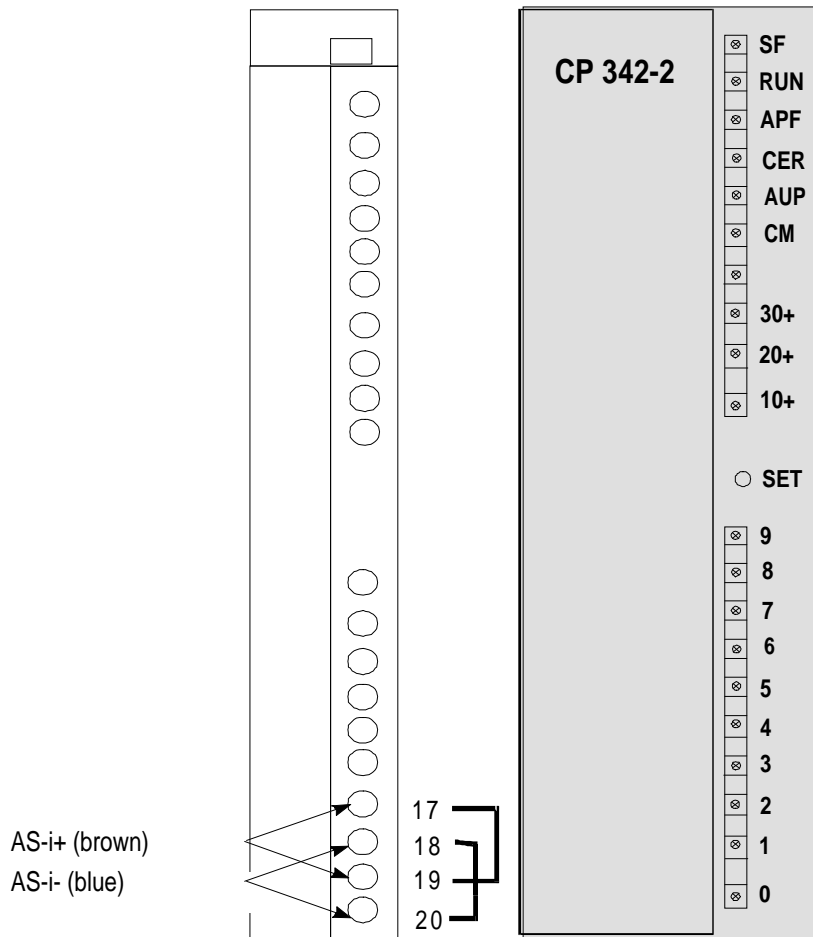 CP 342-2
SF
RUN
APF
CER
AUP
CM
30+
20+
10+
SET
9
8
7
6
5
4
3
2
1
0
AS-i+ (brown)
AS-i- (blue)
17
18
19
20